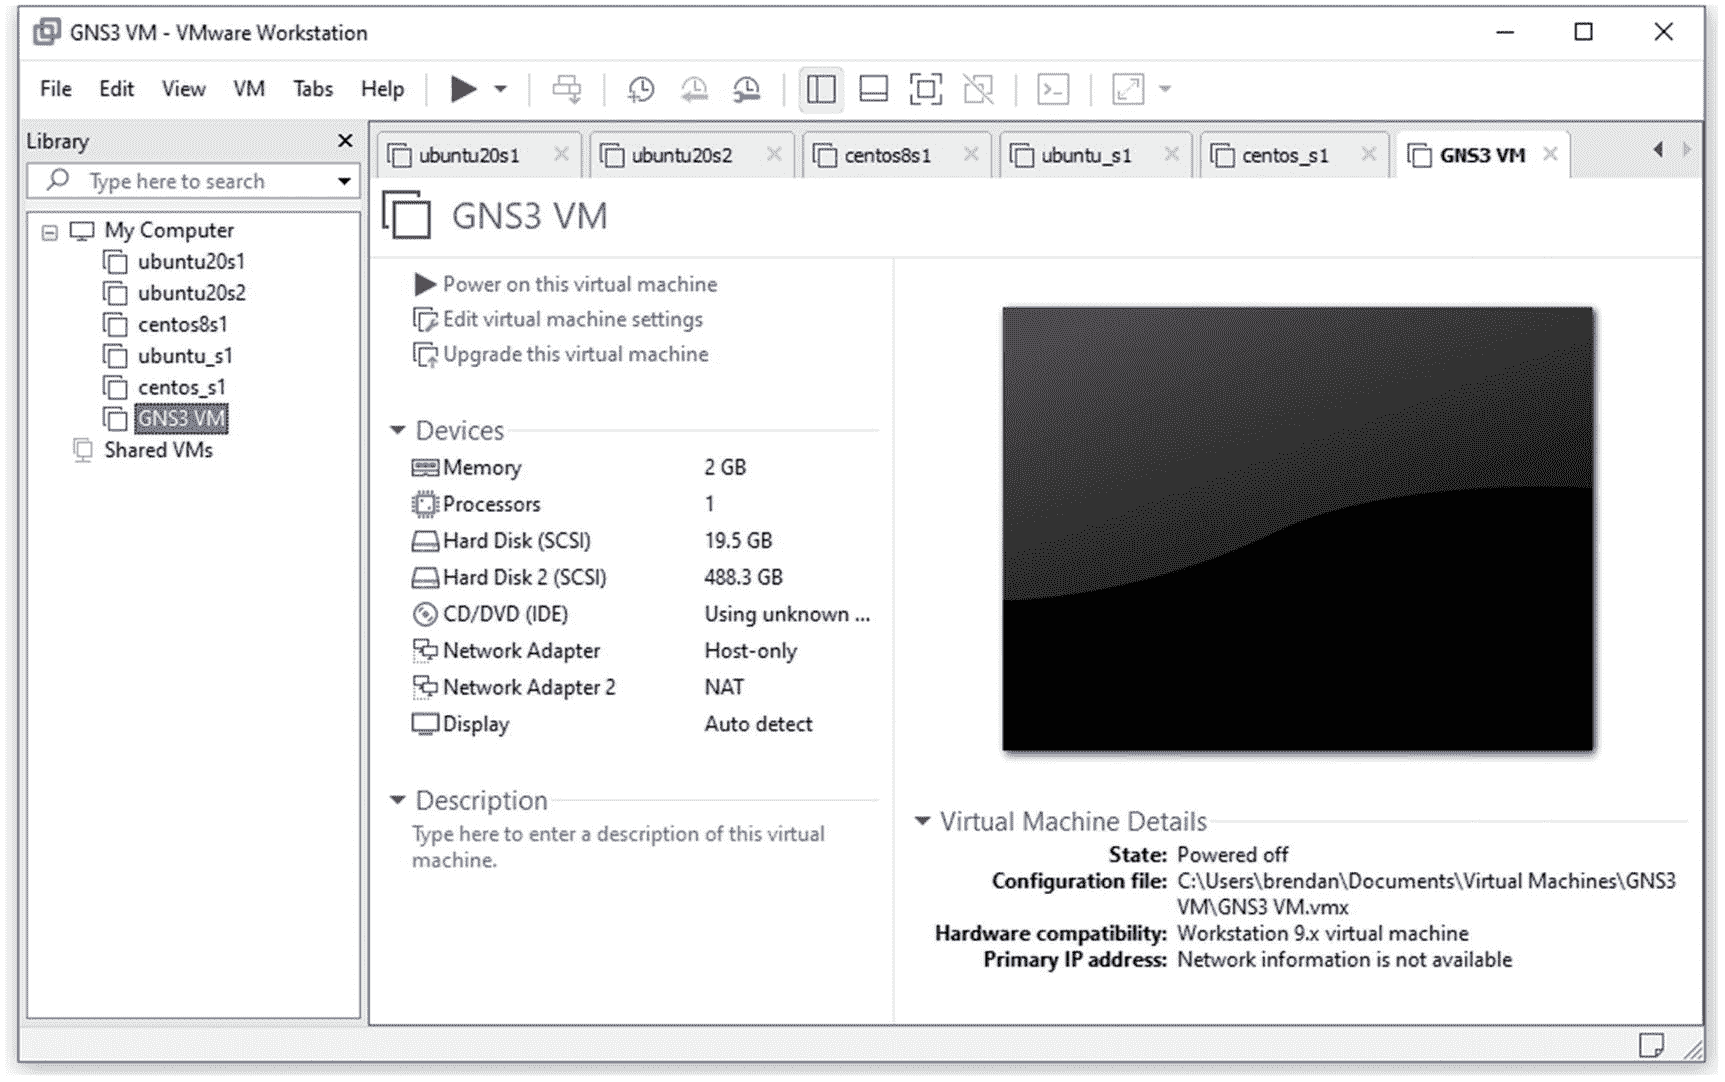 GNS3 VM - VMware Workstation
File Edit View VM Tabs Help
Library
Type here to search
My Computer
ubuntu20s1
ubuntu20s2
centos8s1
ubuntu_s1
centos_s1
GNS3 VM
Shared VMs
ubuntu20s1 ubuntu20s2 centos8s1 ubuntu_s1 centos_s1 GNS3 VM
GNS3 VM
Power on this virtual machine
Edit virtual machine settings
Upgrade this virtual machine
Devices
Memory 2 GB
Processors 1
Hard Disk (SCSI) 19.5 GB
Hard Disk 2 (SCSI) 488.3 GB
CD/DVD (IDE) Using unknown ...
Network Adapter Host-only
Network Adapter 2 NAT
Display Auto detect
Description
Type here to enter a description of this virtual
machine.
Virtual Machine Details
State: Powered off
Configuration file: C:\Users\brendan\Documents\Virtual Machines\GNS3
VM\GNS3 VM.vmx
Hardware compatibility: Workstation 9.x virtual machine
Primary IP address: Network information is not available